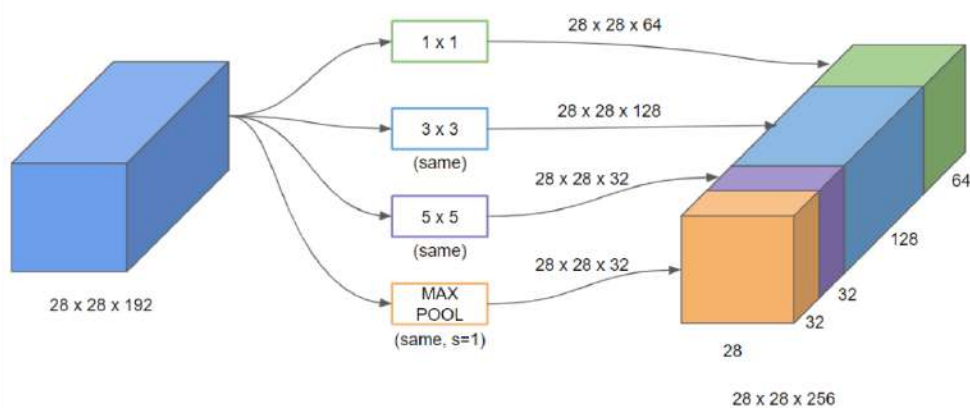 28 x 28 x 192
1 x 1
3 x 3
(same)
5 x 5
(same)
MAX
POOL
(same, s=1)
28 x 28 x 64
28 x 28 x 128
28 x 28 x 32
28 x 28 x 32
64
128
32
32
28
28 x 28 x 256